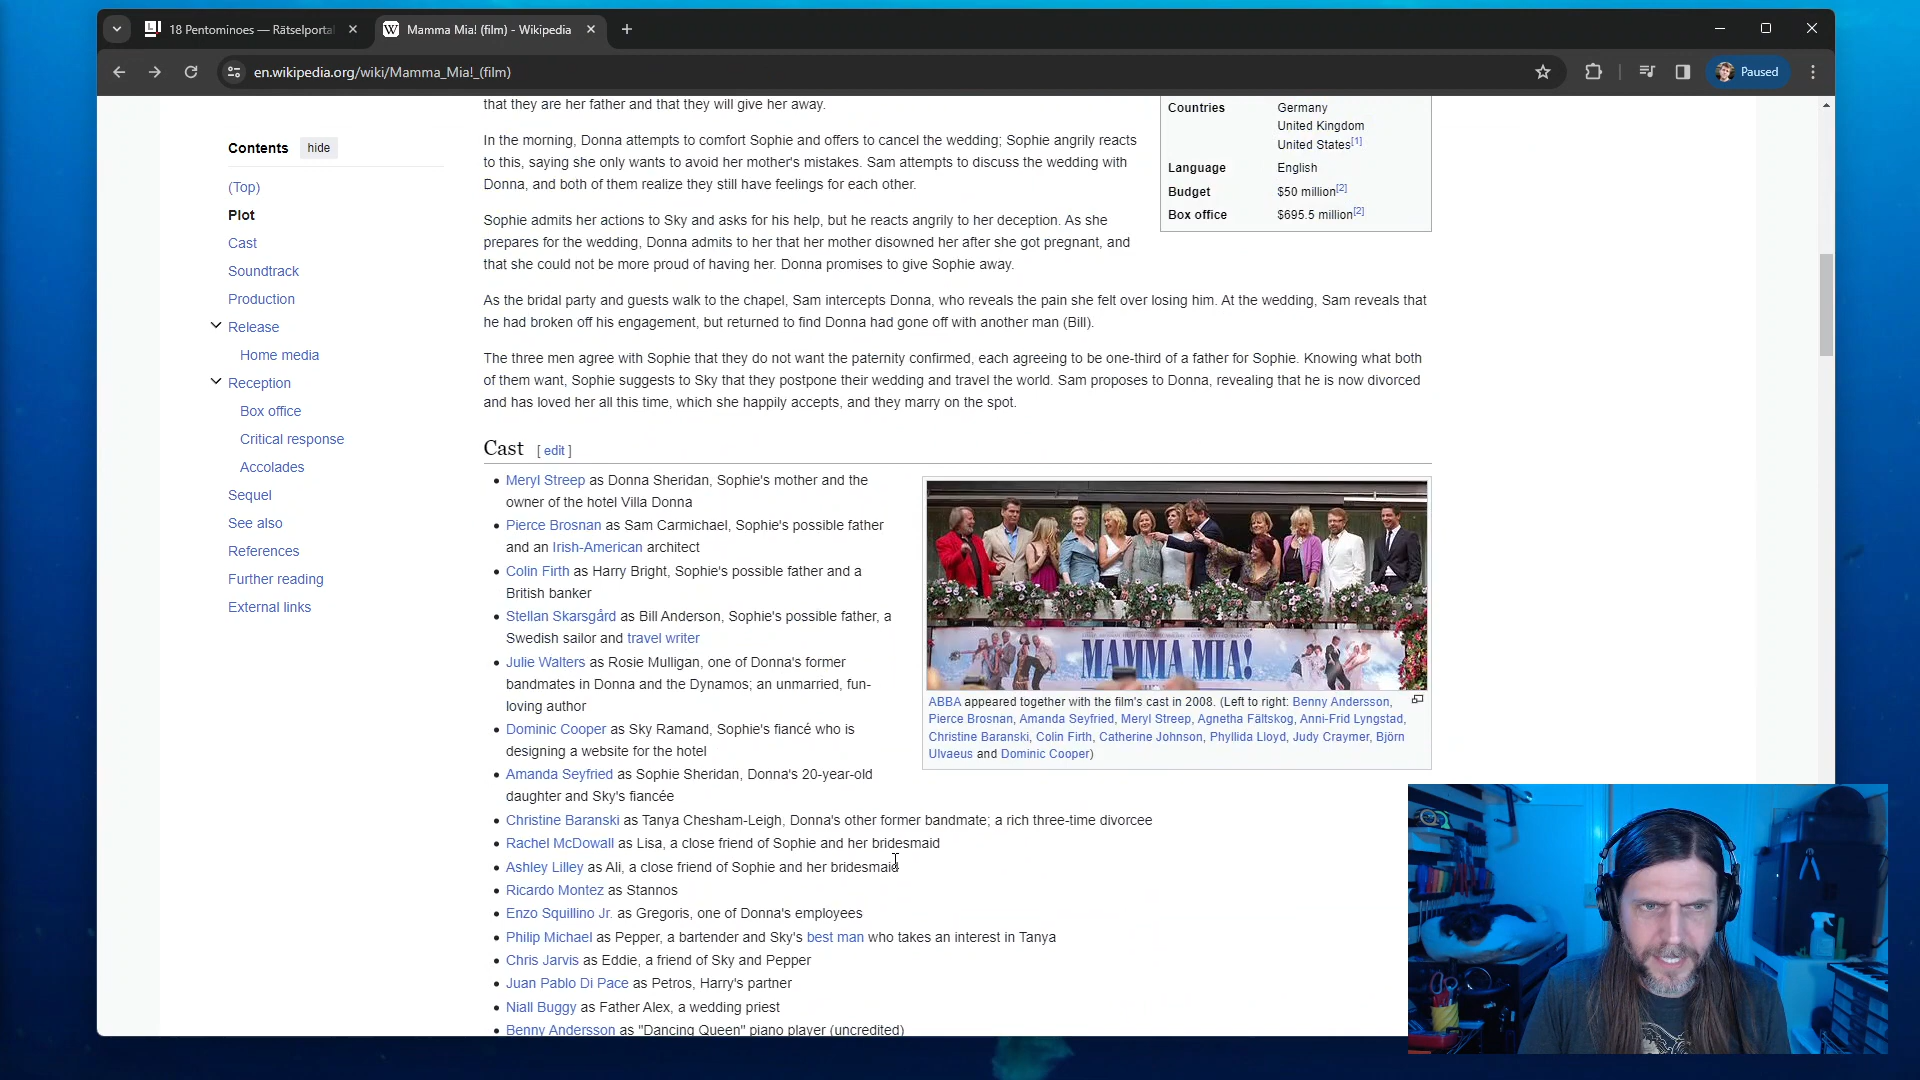 18 Pentominoes — Rätselportal
Mamma Mia! (film) - Wikipedia
en.wikipedia.org/wiki/Mamma_Mia!_(film)
Paused
Contents hide
(Top)
Plot
Cast
Soundtrack
Production
Release
Home media
Reception
Box office
Critical response
Accolades
Sequel
See also
References
Further reading
External links
that they are her father and that they will give her away.
In the morning, Donna attempts to comfort Sophie and offers to cancel the wedding; Sophie angrily reacts
to this, saying she only wants to avoid her mother's mistakes. Sam attempts to discuss the wedding with
Donna, and both of them realize they still have feelings for each other.
Sophie admits her actions to Sky and asks for his help, but he reacts angrily to her deception. As she
prepares for the wedding, Donna admits to her that her mother disowned her after she got pregnant, and
that she could not be more proud of having her. Donna promises to give Sophie away.
As the bridal party and guests walk to the chapel, Sam intercepts Donna, who reveals the pain she felt over losing him. At the wedding, Sam reveals that
he had broken off his engagement, but returned to find Donna had gone off with another man (Bill).
The three men agree with Sophie that they do not want the paternity confirmed, each agreeing to be one-third of a father for Sophie. Knowing what both
of them want, Sophie suggests to Sky that they postpone their wedding and travel the world. Sam proposes to Donna, revealing that he is now divorced
and has loved her all this time, which she happily accepts, and they marry on the spot.
Countries Germany
United Kingdom
United States[1]
Language English
Budget $50 million[2]
Box office $695.5 million[2]
Cast [ edit ]
Meryl Streep as Donna Sheridan, Sophie's mother and the
owner of the hotel Villa Donna
Pierce Brosnan as Sam Carmichael, Sophie's possible father
and an Irish-American architect
Colin Firth as Harry Bright, Sophie's possible father and a
British banker
Stellan Skarsgård as Bill Anderson, Sophie's possible father, a
Swedish sailor and travel writer
Julie Walters as Rosie Mulligan, one of Donna's former
bandmates in Donna and the Dynamos; an unmarried, fun-
loving author
Dominic Cooper as Sky Ramand, Sophie's fiancé who is
designing a website for the hotel
Amanda Seyfried as Sophie Sheridan, Donna's 20-year-old
daughter and Sky's fiancée
Christine Baranski as Tanya Chesham-Leigh, Donna's other former bandmate; a rich three-time divorcee
Rachel McDowall as Lisa, a close friend of Sophie and her bridesmaid
Ashley Lilley as Ali, a close friend of Sophie and her bridesmaid
Ricardo Montez as Stannos
Enzo Squillino Jr. as Gregoris, one of Donna's employees
Philip Michael as Pepper, a bartender and Sky's best man who takes an interest in Tanya
Chris Jarvis as Eddie, a friend of Sky and Pepper
Juan Pablo Di Pace as Petros, Harry's partner
Niall Buggy as Father Alex, a wedding priest
Benny Andersson as "Dancing Queen" piano player (uncredited)
MAMMA MIA!
ABBA appeared together with the film's cast in 2008. (Left to right: Benny Andersson,
Pierce Brosnan, Amanda Seyfried, Meryl Streep, Agnetha Fältskog, Anni-Frid Lyngstad,
Christine Baranski, Colin Firth, Catherine Johnson, Phyllida Lloyd, Judy Craymer, Björn
Ulvaeus and Dominic Cooper)